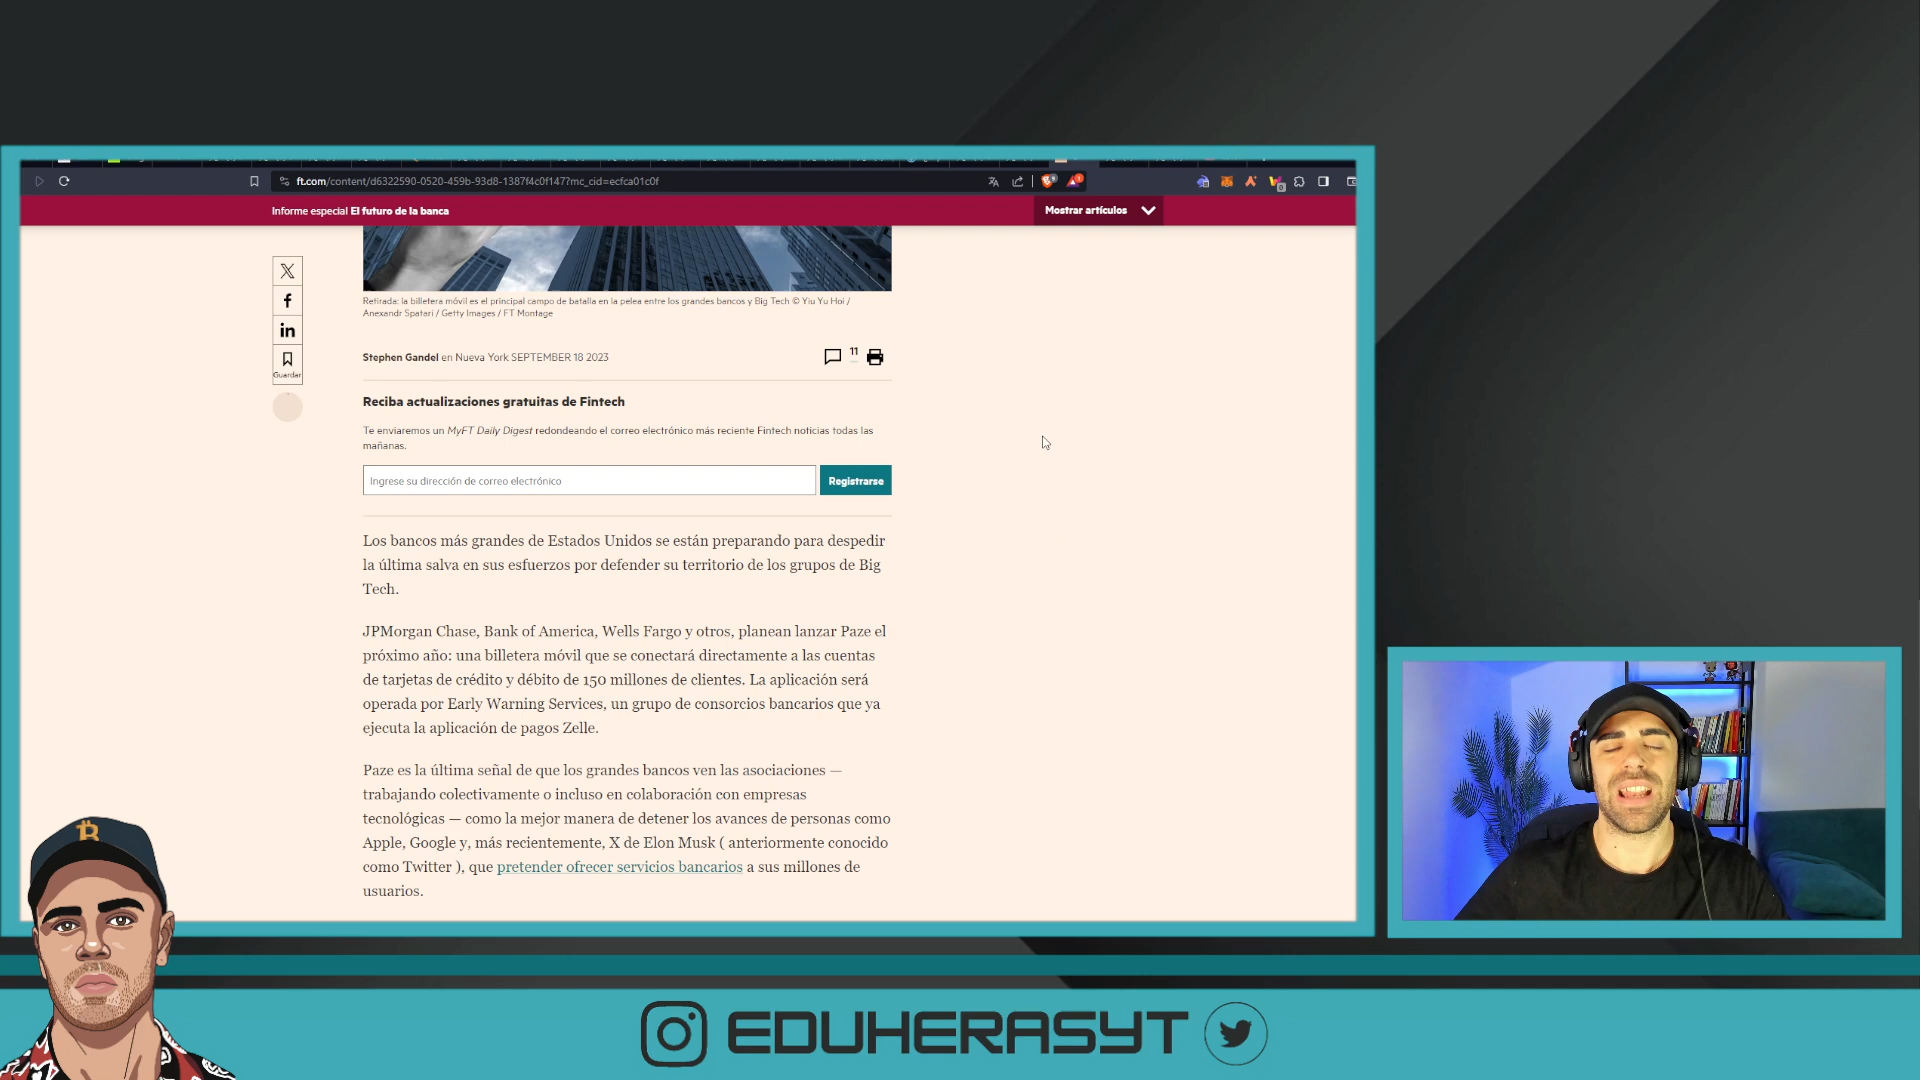 ft.com/content/d6322590-0520-459b-93d8-1387f4c0f147?mc_cid=ecfca01c0f
Informe especial El futuro de la banca
Mostrar artículos
Retirada: la billetera móvil es el principal campo de batalla en la pelea entre los grandes bancos y Big Tech © Yiu Yu Hoi /
Anexandr Spatari / Getty Images / FT Montage
Stephen Gandel en Nueva York SEPTEMBER 18 2023
11
Guardar
Reciba actualizaciones gratuitas de Fintech
Te enviaremos un MyFT Daily Digest redondeando el correo electrónico más reciente Fintech noticias todas las
mañanas.
Ingrese su dirección de correo electrónico
Registrarse
Los bancos más grandes de Estados Unidos se están preparando para despedir
la última salva en sus esfuerzos por defender su territorio de los grupos de Big
Tech.
JPMorgan Chase, Bank of America, Wells Fargo y otros, planean lanzar Paze el
próximo año: una billetera móvil que se conectará directamente a las cuentas
de tarjetas de crédito y débito de 150 millones de clientes. La aplicación será
operada por Early Warning Services, un grupo de consorcios bancarios que ya
ejecuta la aplicación de pagos Zelle.
Paze es la última señal de que los grandes bancos ven las asociaciones —
trabajando colectivamente o incluso en colaboración con empresas
tecnológicas — como la mejor manera de detener los avances de personas como
Apple, Google y, más recientemente, X de Elon Musk ( anteriormente conocido
como Twitter ), que pretender ofrecer servicios bancarios a sus millones de
usuarios.
EDUHERASYT